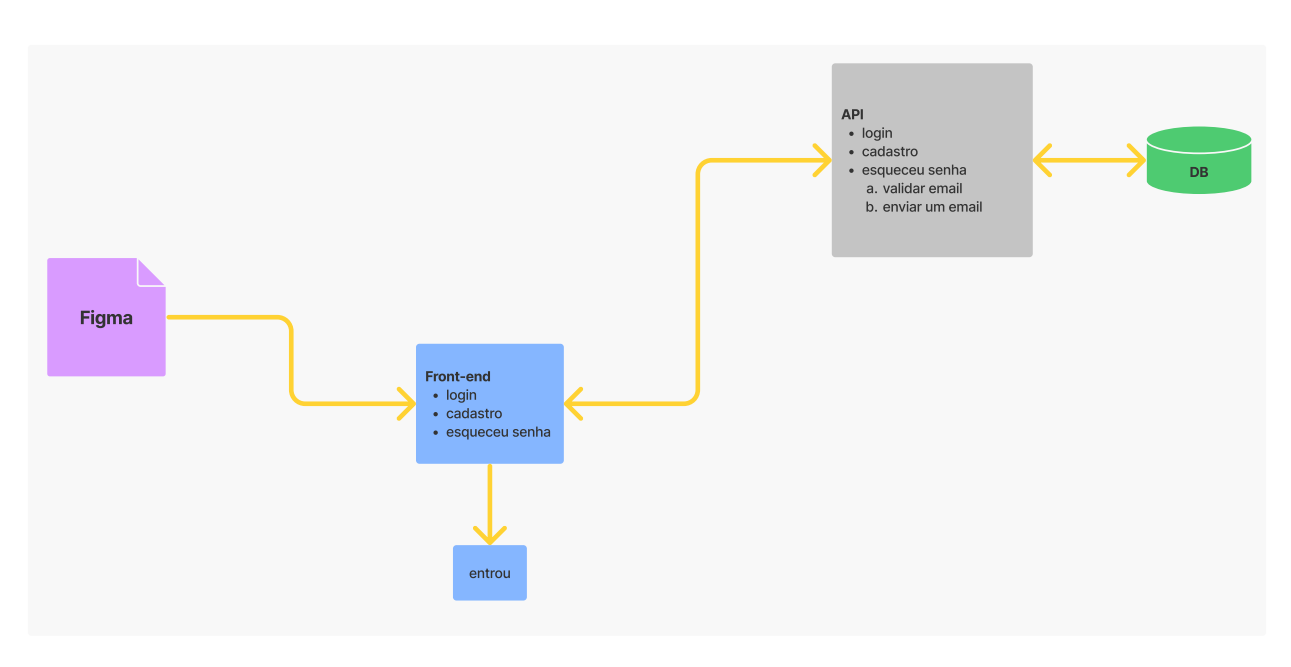 Figma
Front-end
• login
• cadastro
• esqueceu senha
entrou
API
• login
• cadastro
• esqueceu senha
a. validar email
b. enviar um email
DB